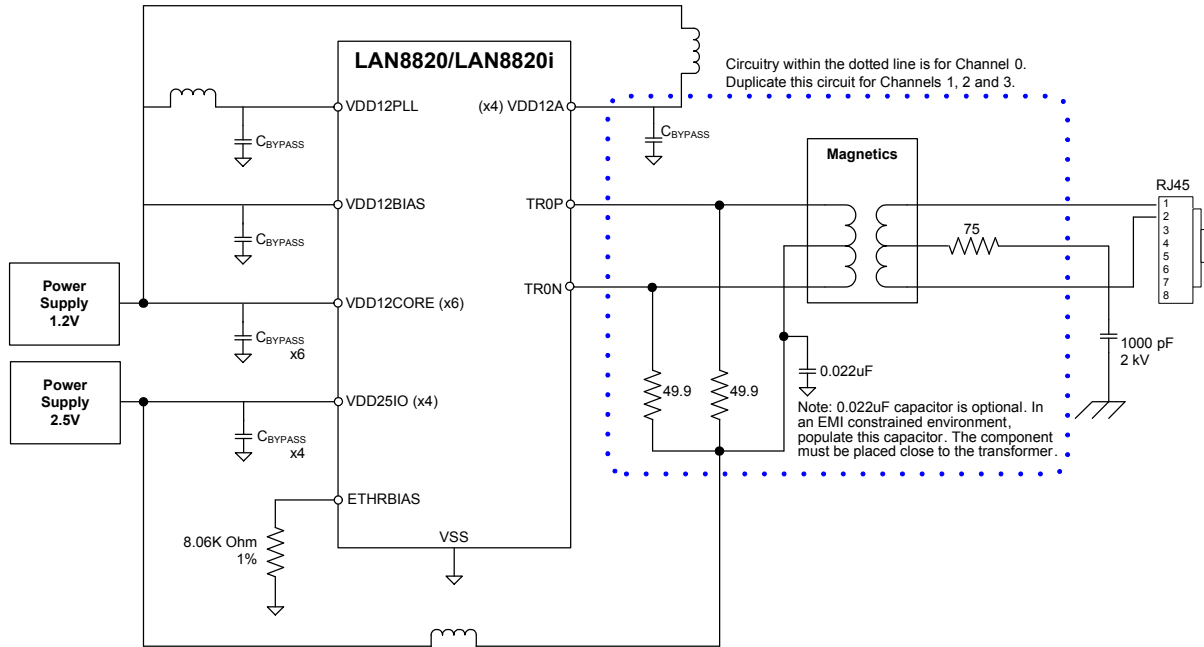 LAN8820/LAN8820i
Circuitry within the dotted line is for Channel 0.
Duplicate this circuit for Channels 1, 2 and 3.
VDD12PLL
(x4) VDD12A
CBYPASS
CBYPASS
Magnetics
RJ45
VDD12BIAS
TR0P
1
2
3
4
5
6
7
8
75
CBYPASS
Power
Supply
1.2V
VDD12CORE (x6)
TR0N
CBYPASS
x6
1000 pF
2 kV
Power
Supply
2.5V
VDD25IO (x4)
49.9
49.9
0.022uF
CBYPASS
x4
Note: 0.022uF capacitor is optional. In
an EMI constrained environment,
populate this capacitor. The component
must be placed close to the transformer.
ETHRBIAS
8.06K Ohm
1%
VSS